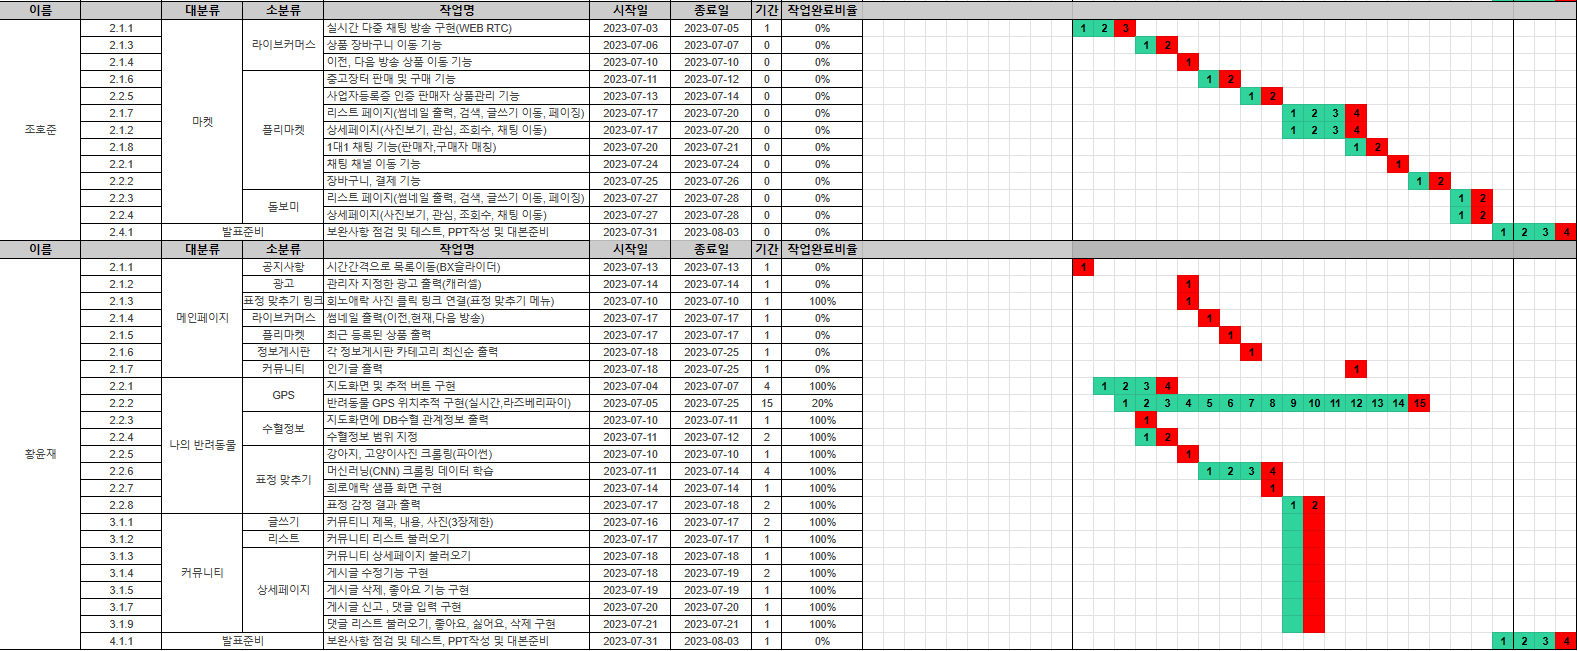 이름 대분류 소분류 작업명 시작일 종료일 기간 작업완료비율
조호준
마켓
라이브커머스
플리마켓
돌보미
2.1.1 실시간 다중 채팅 방송 구현(WEB RTC) 2023-07-03 2023-07-05 1 0% 1 2 3
2.1.3 상품 장바구니 이동 기능 2023-07-06 2023-07-07 0 0% 1 2
2.1.4 이전, 다음 방송 상품 이동 기능 2023-07-10 2023-07-10 0 0% 1
2.1.6 중고장터 판매 및 구매 기능 2023-07-11 2023-07-12 0 0% 1 2
2.2.5 사업자등록증 인증 판매자 상품관리 기능 2023-07-13 2023-07-14 0 0% 1 2
2.1.7 리스트 페이지(썸네일 출력, 검색, 글쓰기 이동, 페이징) 2023-07-17 2023-07-20 0 0% 1 2 3 4
2.1.2 상세페이지(사진보기, 관심, 조회수, 채팅 이동) 2023-07-17 2023-07-20 0 0% 1 2 3 4
2.1.8 1대1 채팅 기능(판매자,구매자 매칭) 2023-07-20 2023-07-21 0 0% 1 2
2.2.1 채팅 채널 이동 기능 2023-07-24 2023-07-24 0 0% 1
2.2.2 장바구니, 결제 기능 2023-07-25 2023-07-26 0 0% 1 2
2.2.3 리스트 페이지(썸네일 출력, 검색, 글쓰기 이동, 페이징) 2023-07-27 2023-07-28 0 0% 1 2
2.2.4 상세페이지(사진보기, 관심, 조회수, 채팅 이동) 2023-07-27 2023-07-28 0 0% 1 2
2.4.1 발표준비 보완사항 점검 및 테스트, PPT작성 및 대본준비 2023-07-31 2023-08-03 0 0% 1 2 3 4
이름 대분류 소분류 작업명 시작일 종료일 기간 작업완료비율
황윤재
메인페이지
2.1.1 공지사항 시간간격으로 목록이동(BX슬라이더) 2023-07-13 2023-07-13 1 0% 1
2.1.2 광고 관리자 지정한 광고 출력(캐러셀) 2023-07-14 2023-07-14 1 0% 1
2.1.3 표정 맞추기 링크 희노애락 사진 클릭 링크 연결(표정 맞추기 메뉴) 2023-07-10 2023-07-10 1 100% 1
2.1.4 라이브커머스 썸네일 출력(이전,현재,다음 방송) 2023-07-17 2023-07-17 1 0% 1
2.1.5 플리마켓 최근 등록된 상품 출력 2023-07-17 2023-07-17 1 0% 1
2.1.6 정보게시판 각 정보게시판 카테고리 최신순 출력 2023-07-18 2023-07-25 1 0% 1
2.1.7 커뮤니티 인기글 출력 2023-07-18 2023-07-25 1 0% 1
나의 반려동물
GPS
수혈정보
표정 맞추기
2.2.1 지도화면 및 추적 버튼 구현 2023-07-04 2023-07-07 4 100% 1 2 3 4
2.2.2 반려동물 GPS 위치추적 구현(실시간,라즈베리파이) 2023-07-05 2023-07-25 15 20% 1 2 3 4 5 6 7 8 9 10 11 12 13 14 15
2.2.3 지도화면에 DB수혈 관계정보 출력 2023-07-10 2023-07-11 1 100% 1
2.2.4 수혈정보 범위 지정 2023-07-11 2023-07-12 2 100% 1 2
2.2.5 강아지, 고양이사진 크롤링(파이썬) 2023-07-10 2023-07-10 1 100% 1
2.2.6 머신러닝(CNN) 크롤링 데이터 학습 2023-07-11 2023-07-14 4 100% 1 2 3 4
2.2.7 희로애락 샘플 화면 구현 2023-07-14 2023-07-14 1 100% 1
2.2.8 표정 감정 결과 출력 2023-07-17 2023-07-18 2 100% 1 2
커뮤니티
상세페이지
3.1.1 글쓰기 커뮤티니 제목, 내용, 사진(3장제한) 2023-07-16 2023-07-17 2 100%
3.1.2 리스트 커뮤니티 리스트 불러오기 2023-07-17 2023-07-17 1 100%
3.1.3 커뮤니티 상세페이지 불러오기 2023-07-18 2023-07-18 1 100%
3.1.4 게시글 수정기능 구현 2023-07-18 2023-07-19 2 100%
3.1.5 게시글 삭제, 좋아요 기능 구현 2023-07-19 2023-07-19 1 100%
3.1.7 게시글 신고 , 댓글 입력 구현 2023-07-20 2023-07-20 1 100%
3.1.9 댓글 리스트 불러오기, 좋아요, 싫어요, 삭제 구현 2023-07-21 2023-07-21 1 100%
4.1.1 발표준비 보완사항 점검 및 테스트, PPT작성 및 대본준비 2023-07-31 2023-08-03 1 0% 1 2 3 4